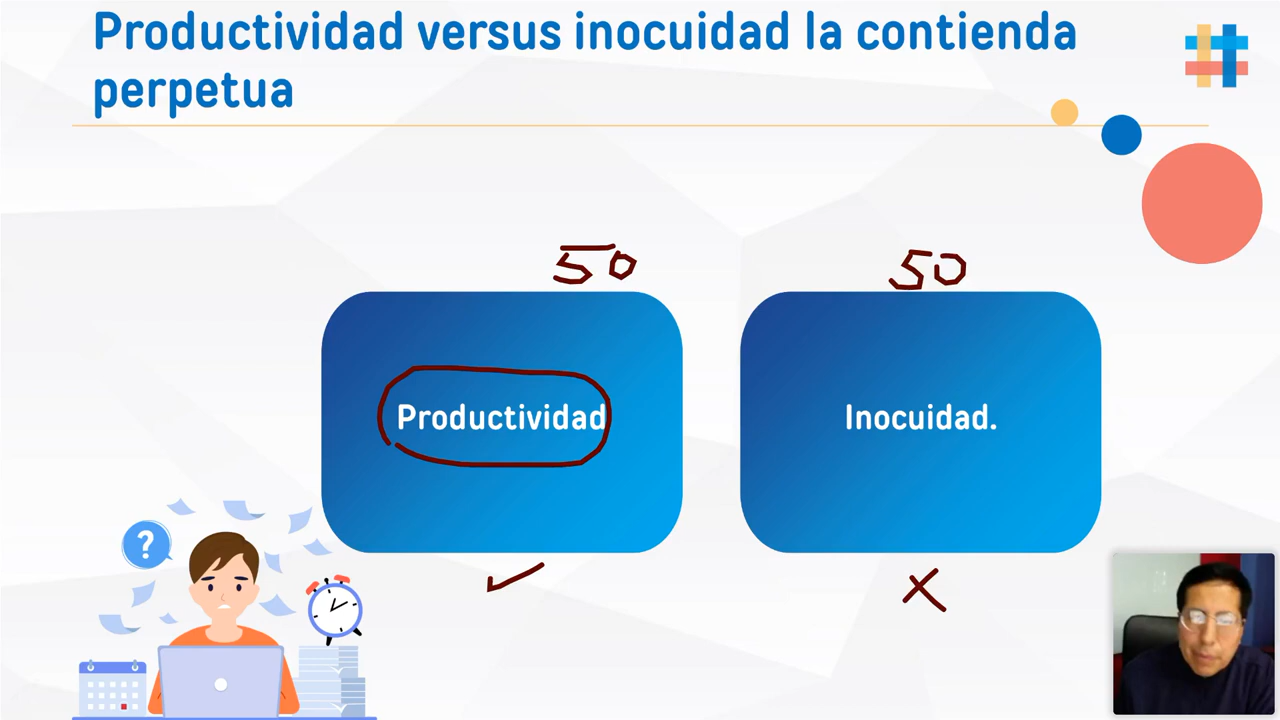 Productividad versus inocuidad la contienda
perpetua
50
50
Productividad
Inocuidad.
?